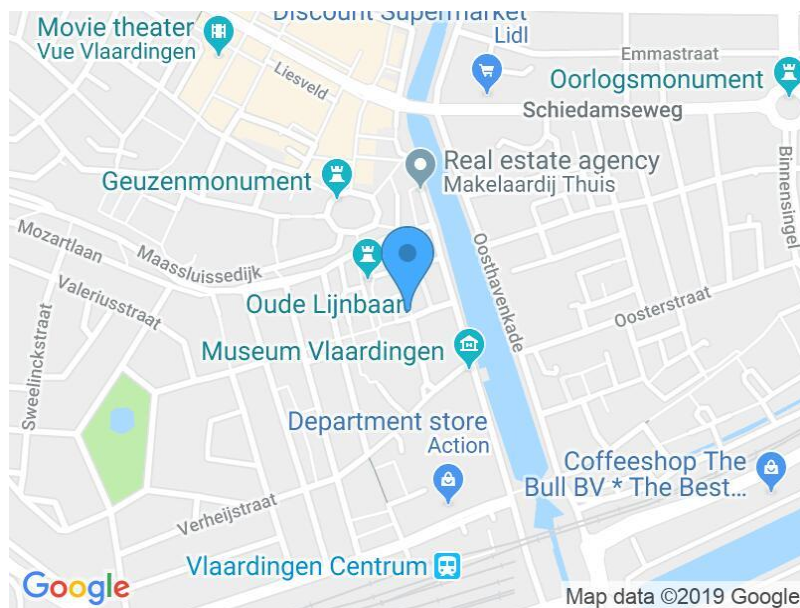 Discount Supermarket
Lidl
Movie theater
Vue Vlaardingen
Liesveld
Emmastraat
Oorlogsmonument
Schiedamseweg
Binnensingel
Real estate agency
Makelaardij Thuis
Geuzenmonument
Mozartlaan
Maassluissedijk
Oosthavenkade
Valeriusstraat
Oude Lijnbaan
Oosterstraat
Museum Vlaardingen
Sweelinckstraat
Department store
Action
Coffeeshop The
Bull BV * The Best...
Verheijstraat
Vlaardingen Centrum
Google
Map data ©2019 Google